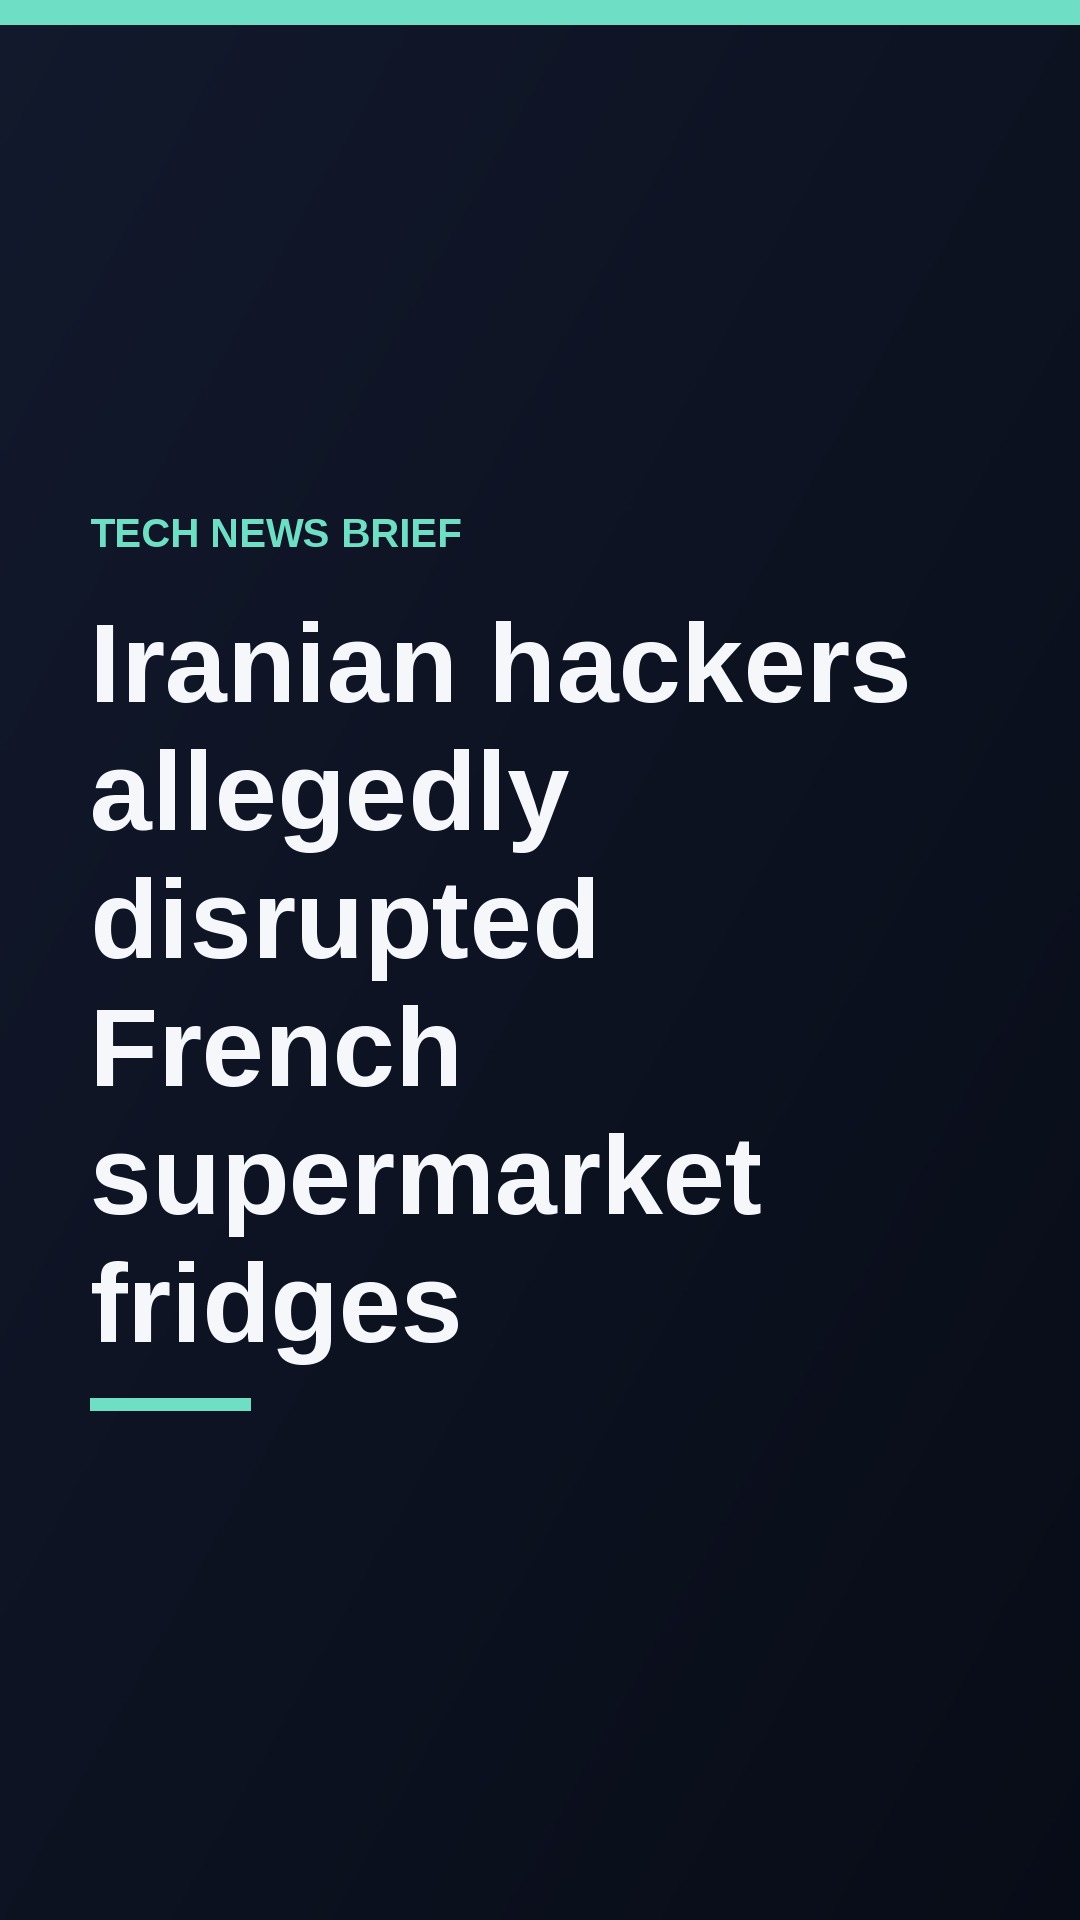 TECH NEWS BRIEF
Iranian hackers
allegedly
disrupted
French
supermarket
fridges